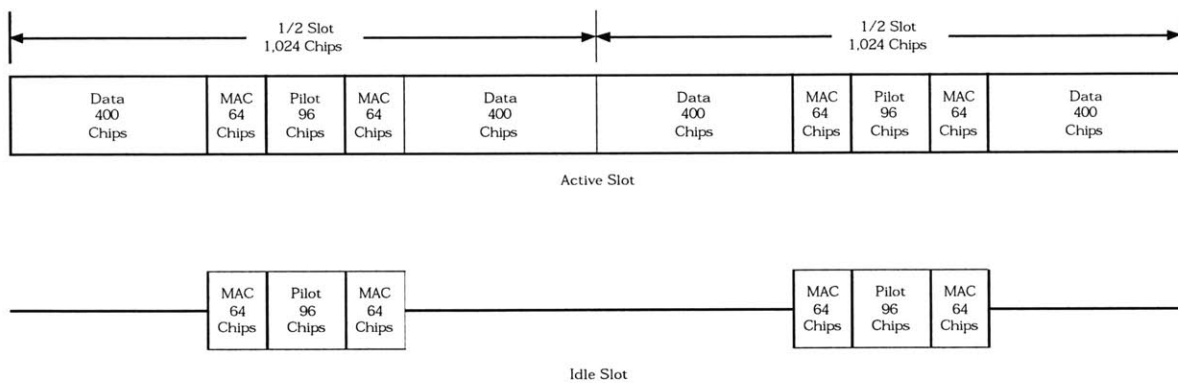 1/2 Slot
1,024 Chips
1/2 Slot
1,024 Chips
Data
400
Chips
MAC
64
Chips
Pilot
96
Chips
MAC
64
Chips
Data
400
Chips
Data
400
Chips
MAC
64
Chips
Pilot
96
Chips
MAC
64
Chips
Data
400
Chips
Active Slot
MAC
64
Chips
Pilot
96
Chips
MAC
64
Chips
MAC
64
Chips
Pilot
96
Chips
MAC
64
Chips
Idle Slot